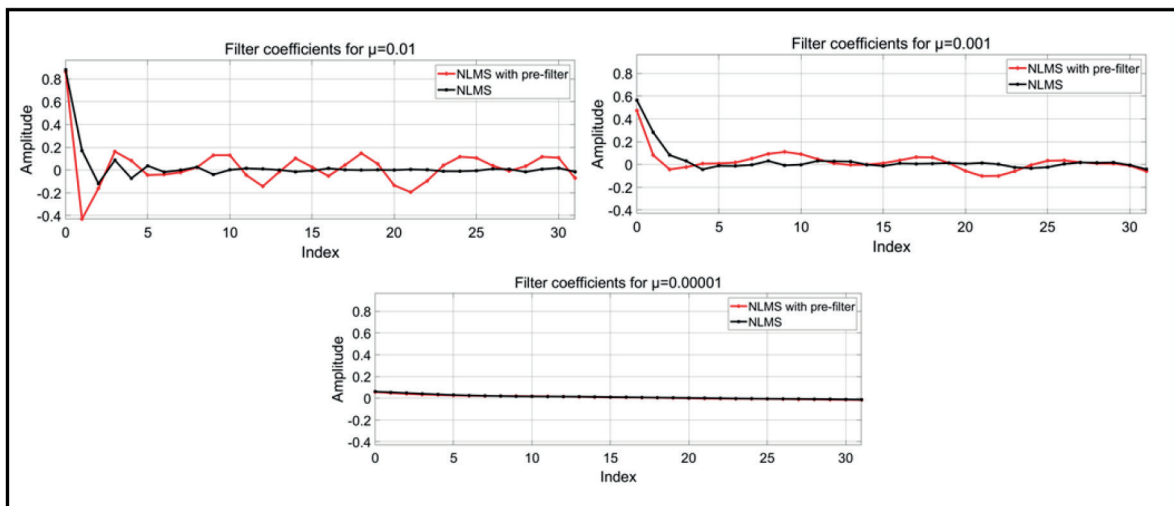 Filter coefficients for μ=0.01
NLMS with pre-filter
NLMS
Amplitude
0.8
0.6
0.4
0.2
0
-0.2
-0.4
0 5 10 15 20 25 30
Index
Filter coefficients for μ=0.001
NLMS with pre-filter
NLMS
Amplitude
0.8
0.6
0.4
0.2
0
-0.2
-0.4
0 5 10 15 20 25 30
Index
Filter coefficients for μ=0.00001
NLMS with pre-filter
NLMS
Amplitude
0.8
0.6
0.4
0.2
0
-0.2
-0.4
0 5 10 15 20 25 30
Index